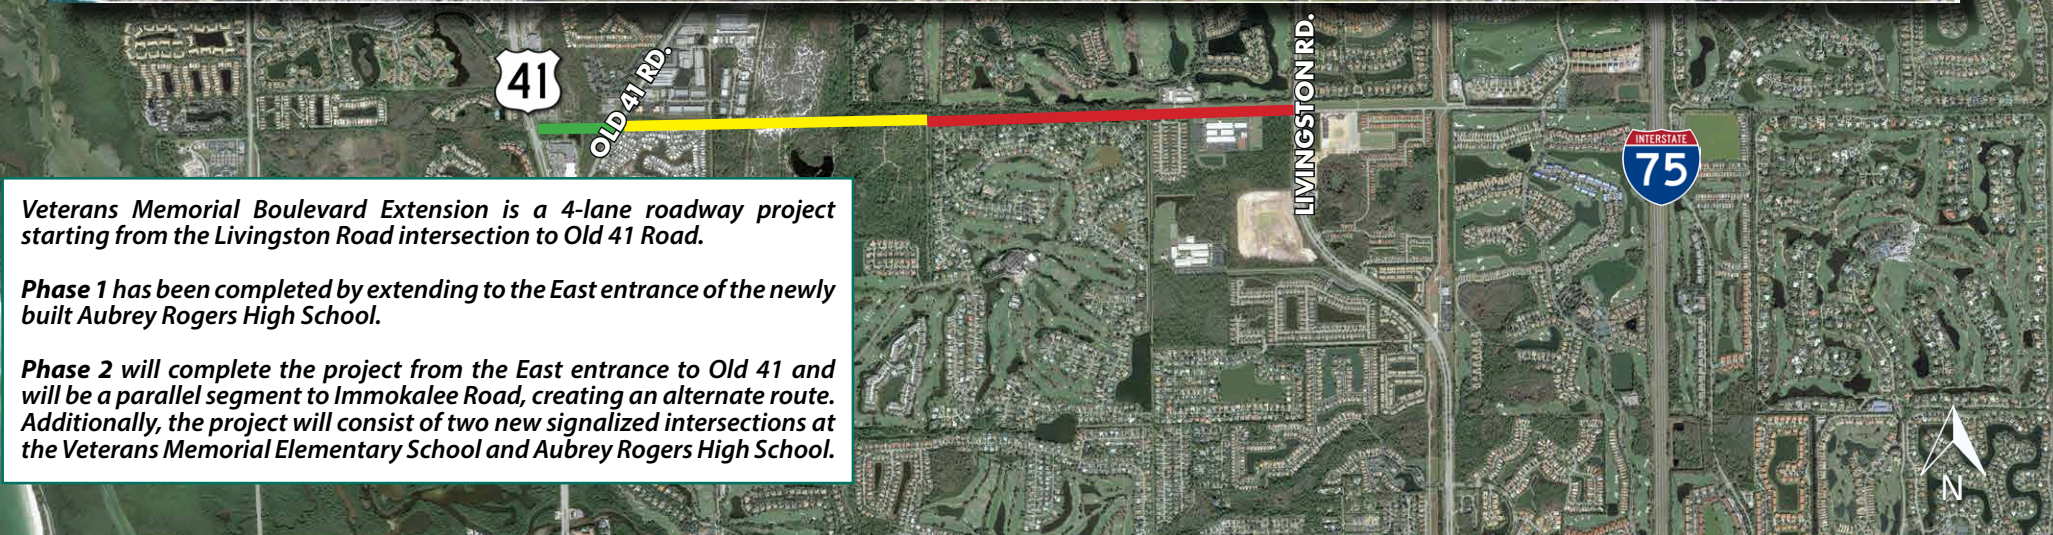 41
OLD 41 RD.
LIVINGSTON RD.
INTERSTATE
75
Veterans Memorial Boulevard Extension is a 4-lane roadway project
starting from the Livingston Road intersection to Old 41 Road.
Phase 1 has been completed by extending to the East entrance of the newly
built Aubrey Rogers High School.
Phase 2 will complete the project from the East entrance to Old 41 and
will be a parallel segment to Immokalee Road, creating an alternate route.
Additionally, the project will consist of two new signalized intersections at
the Veterans Memorial Elementary School and Aubrey Rogers High School.
N